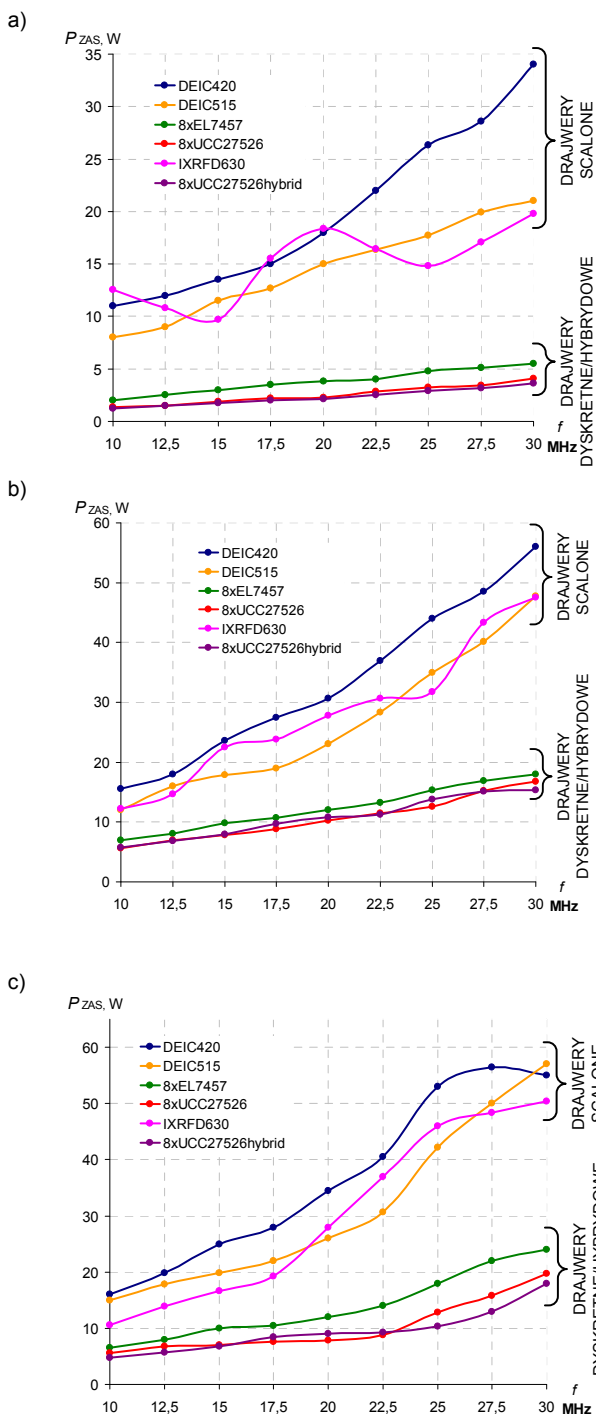 a)
P ZAS, W
35
30
25
20
15
10
5
0
DEIC420
DEIC515
8xEL7457
8xUCC27526
IXRFD630
8xUCC27526hybrid
10 12,5 15 17,5 20 22,5 25 27,5 30
f
MHz
DRAJWERY
SCALONE
DRAJWERY
DYSKRETNE/HYBRYDOWE
b)
P ZAS, W
60
50
40
30
20
10
0
DEIC420
DEIC515
8xEL7457
8xUCC27526
IXRFD630
8xUCC27526hybrid
10 12,5 15 17,5 20 22,5 25 27,5 30
f
MHz
DRAJWERY
SCALONE
DRAJWERY
DYSKRETNE/HYBRYDOWE
c)
P ZAS, W
60
50
40
30
20
10
0
DEIC420
DEIC515
8xEL7457
8xUCC27526
IXRFD630
8xUCC27526hybrid
10 12,5 15 17,5 20 22,5 25 27,5 30
f
MHz
DRAJWERY
SCALONE
DRAJWERY
DYSKRETNE/HYBRYDOWE